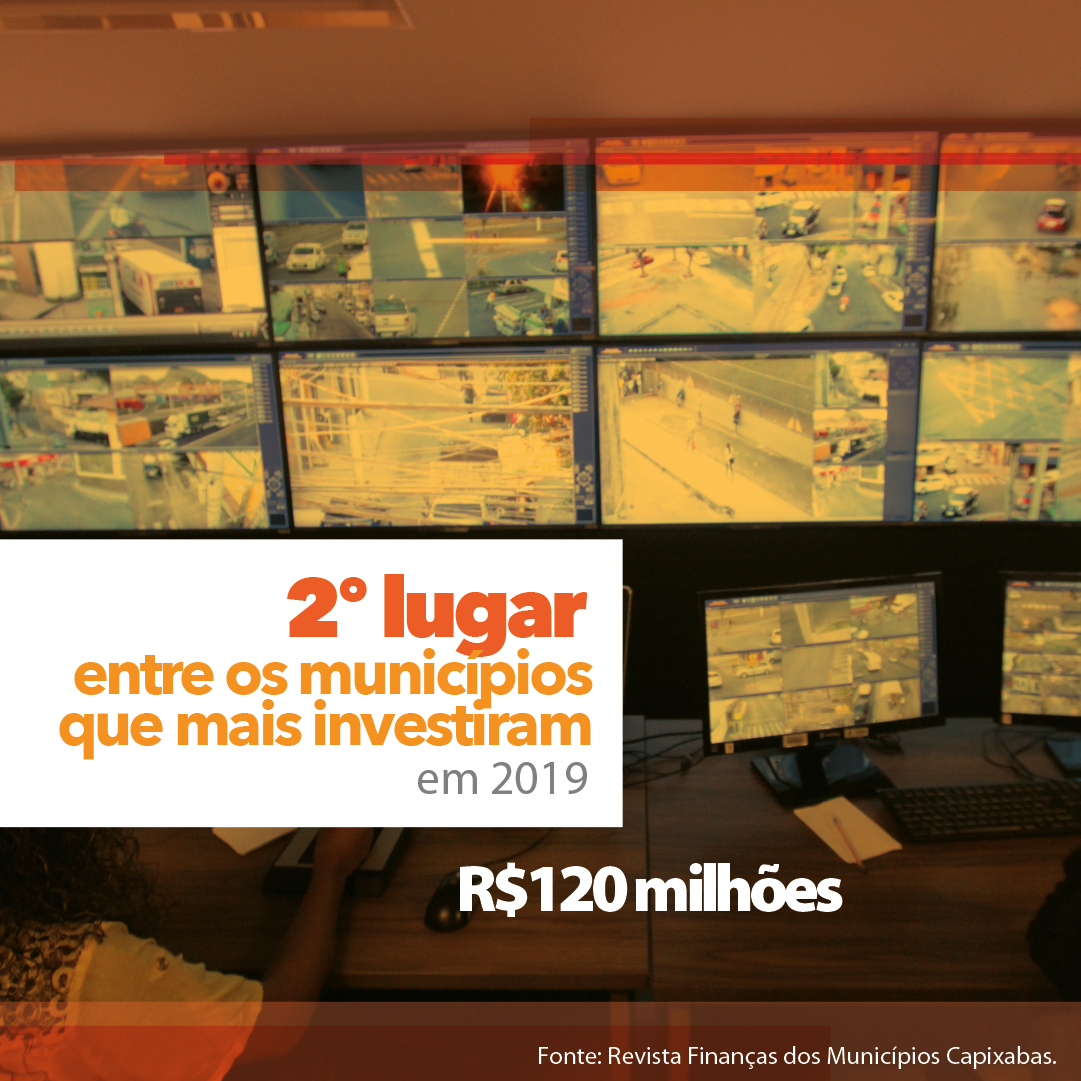 2º lugar
entre os municípios
que mais investiram
em 2019
R$120 milhões
Fonte: Revista Finanças dos Municípios Capixabas.